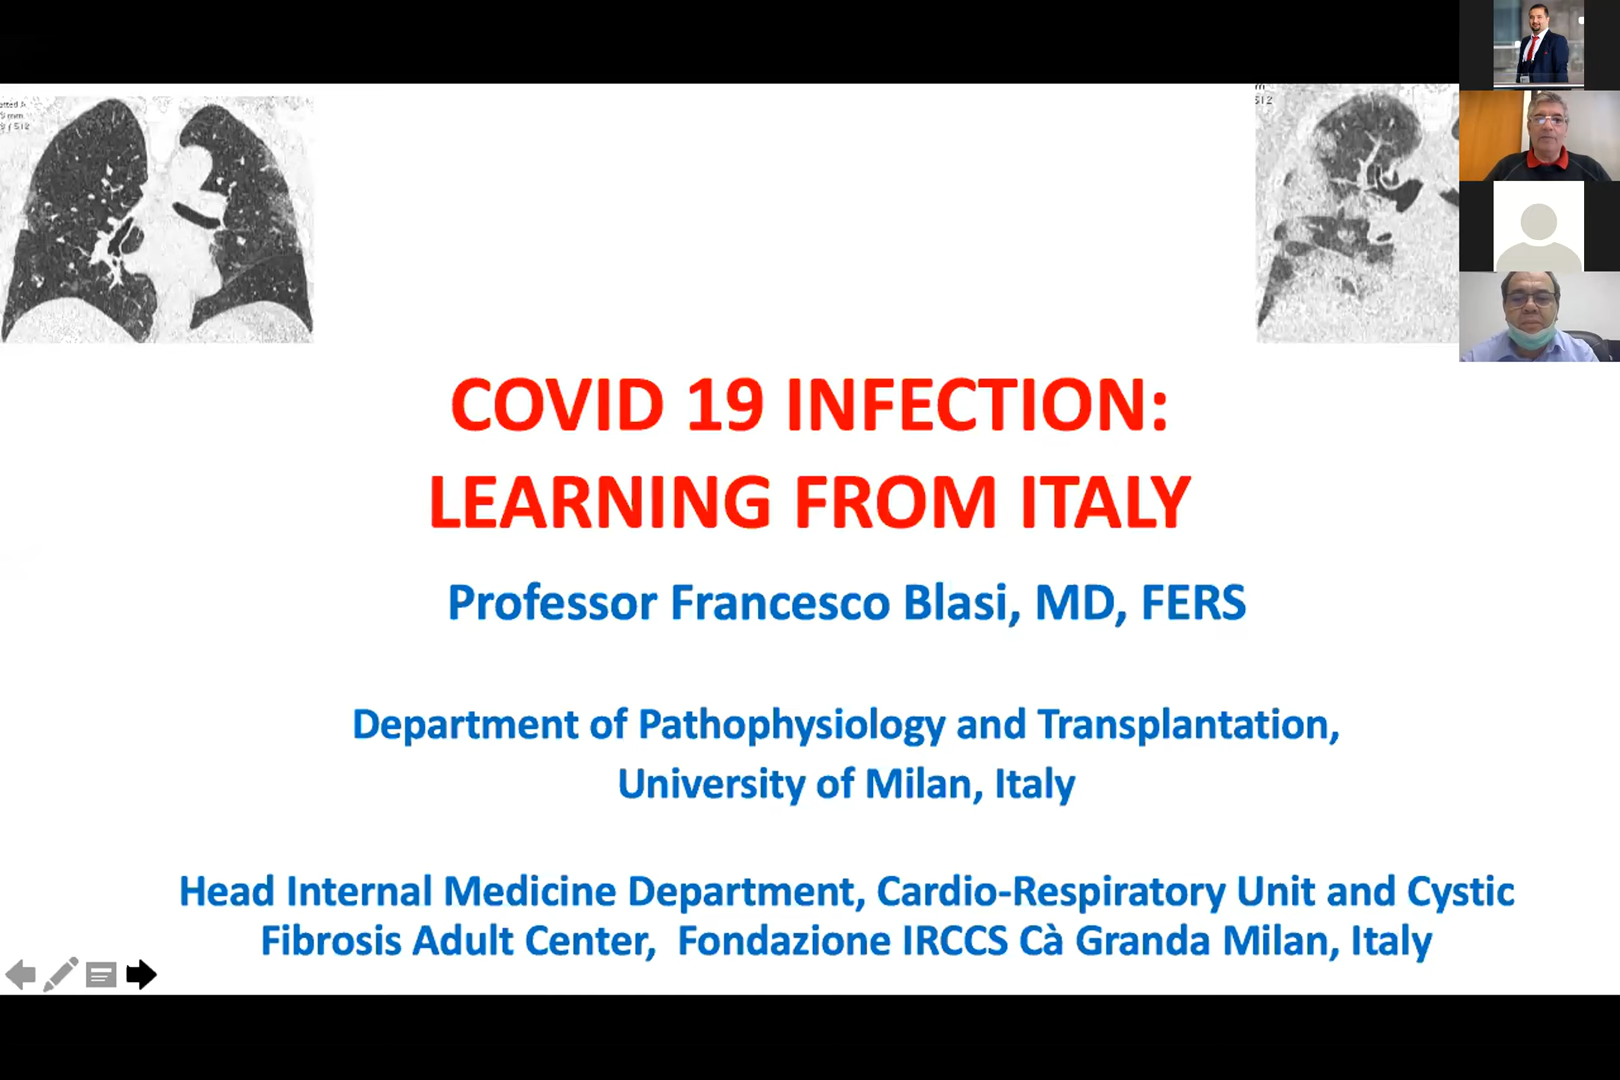 512
COVID 19 INFECTION:
LEARNING FROM ITALY
Professor Francesco Blasi, MD, FERS
Department of Pathophysiology and Transplantation,
University of Milan, Italy
Head Internal Medicine Department, Cardio-Respiratory Unit and Cystic
Fibrosis Adult Center, Fondazione IRCCS Cà Granda Milan, Italy